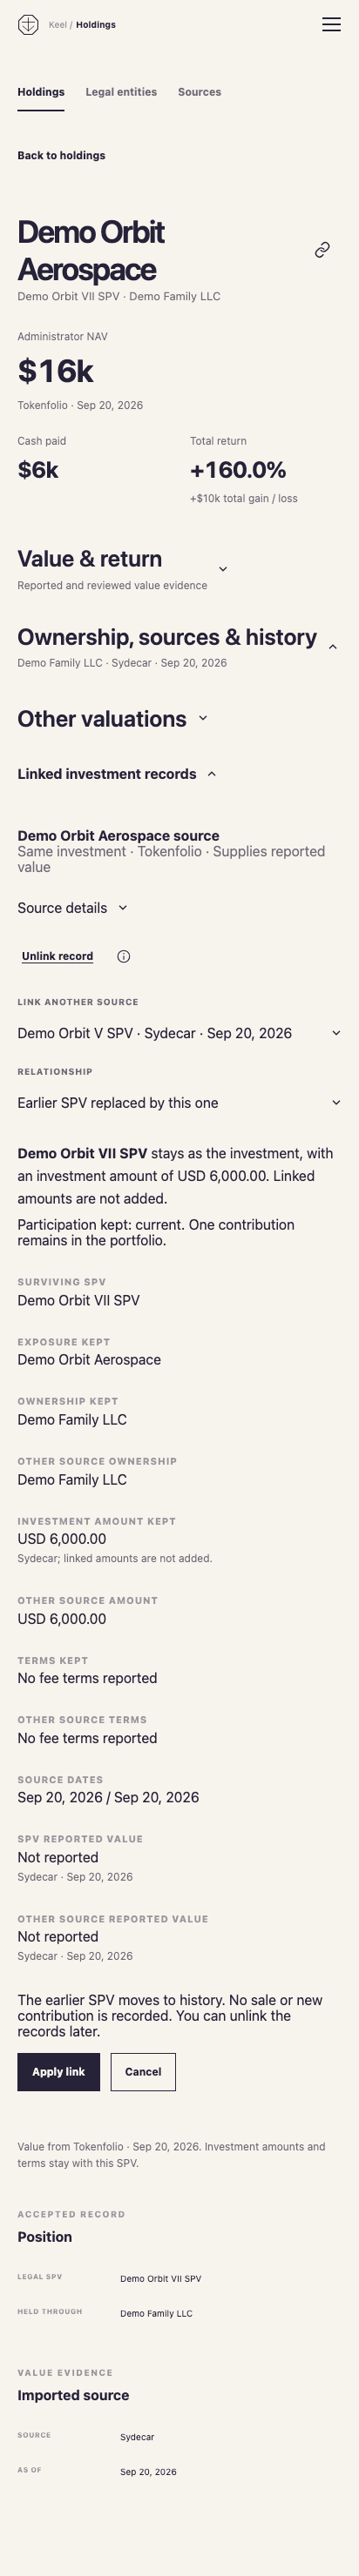 Keel / Holdings
Holdings Legal entities Sources
Back to holdings
Demo Orbit
Aerospace
Demo Orbit VII SPV · Demo Family LLC
Administrator NAV
$16k
Tokenfolio · Sep 20, 2026
Cash paid Total return
$6k +160.0%
+$10k total gain / loss
Value & return
Reported and reviewed value evidence
Ownership, sources & history
Demo Family LLC · Sydecar · Sep 20, 2026
Other valuations
Linked investment records
Demo Orbit Aerospace source
Same investment · Tokenfolio · Supplies reported
value
Source details
Unlink record
LINK ANOTHER SOURCE
Demo Orbit V SPV · Sydecar · Sep 20, 2026
RELATIONSHIP
Earlier SPV replaced by this one
Demo Orbit VII SPV stays as the investment, with
an investment amount of USD 6,000.00. Linked
amounts are not added.
Participation kept: current. One contribution
remains in the portfolio.
SURVIVING SPV
Demo Orbit VII SPV
EXPOSURE KEPT
Demo Orbit Aerospace
OWNERSHIP KEPT
Demo Family LLC
OTHER SOURCE OWNERSHIP
Demo Family LLC
INVESTMENT AMOUNT KEPT
USD 6,000.00
Sydecar; linked amounts are not added.
OTHER SOURCE AMOUNT
USD 6,000.00
TERMS KEPT
No fee terms reported
OTHER SOURCE TERMS
No fee terms reported
SOURCE DATES
Sep 20, 2026 / Sep 20, 2026
SPV REPORTED VALUE
Not reported
Sydecar · Sep 20, 2026
OTHER SOURCE REPORTED VALUE
Not reported
Sydecar · Sep 20, 2026
The earlier SPV moves to history. No sale or new
contribution is recorded. You can unlink the
records later.
Apply link Cancel
Value from Tokenfolio · Sep 20, 2026. Investment amounts and
terms stay with this SPV.
ACCEPTED RECORD
Position
LEGAL SPV Demo Orbit VII SPV
HELD THROUGH Demo Family LLC
VALUE EVIDENCE
Imported source
SOURCE Sydecar
AS OF Sep 20, 2026